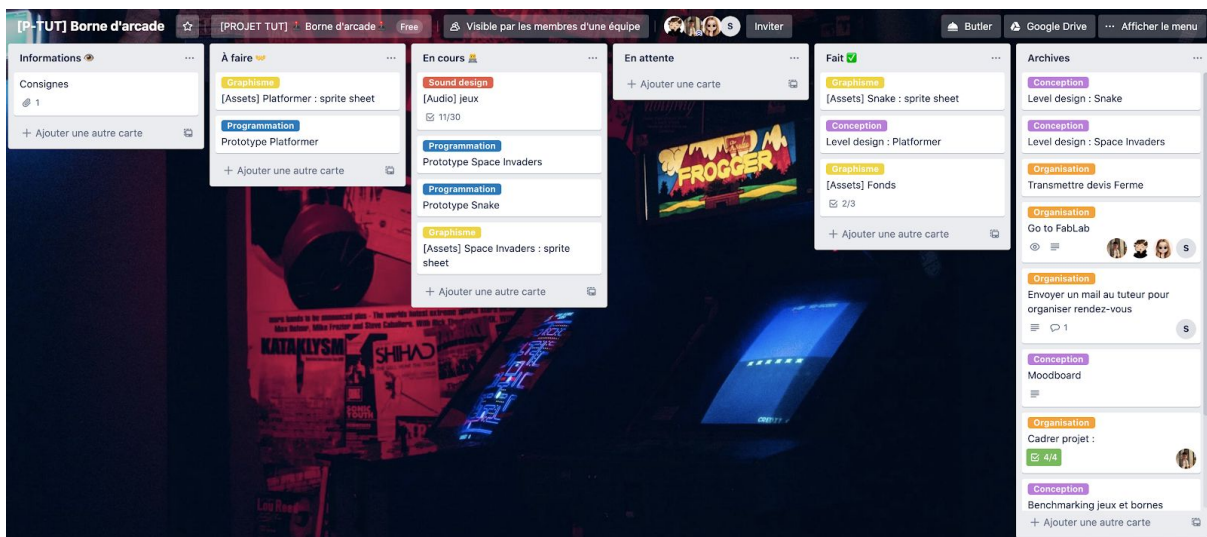 [P-TUT] Borne d'arcade
[PROJET TUT] Borne d'arcade
Free
Visible par les membres d'une équipe
S
Inviter
Butler
Google Drive
Afficher le menu
Informations
Consignes
1
+ Ajouter une autre carte
À faire
Graphisme
[Assets] Platformer : sprite sheet
Programmation
Prototype Platformer
+ Ajouter une autre carte
En cours
Sound design
[Audio] jeux
11/30
Programmation
Prototype Space Invaders
Programmation
Prototype Snake
Graphisme
[Assets] Space Invaders : sprite
sheet
+ Ajouter une autre carte
En attente
+ Ajouter une carte
Fait
Graphisme
[Assets] Snake : sprite sheet
Conception
Level design : Platformer
Graphisme
[Assets] Fonds
2/3
+ Ajouter une autre carte
Archives
Conception
Level design : Snake
Conception
Level design : Space Invaders
Organisation
Transmettre devis Ferme
Organisation
Go to FabLab
S
Organisation
Envoyer un mail au tuteur pour
organiser rendez-vous
1
S
Conception
Moodboard
Organisation
Cadrer projet :
4/4
Conception
Benchmarking jeux et bornes
+ Ajouter une autre carte
FROGGER
KATAKLYSM
SHIHAD
SONIC
YOUTH
Lou Reed
CREDIT